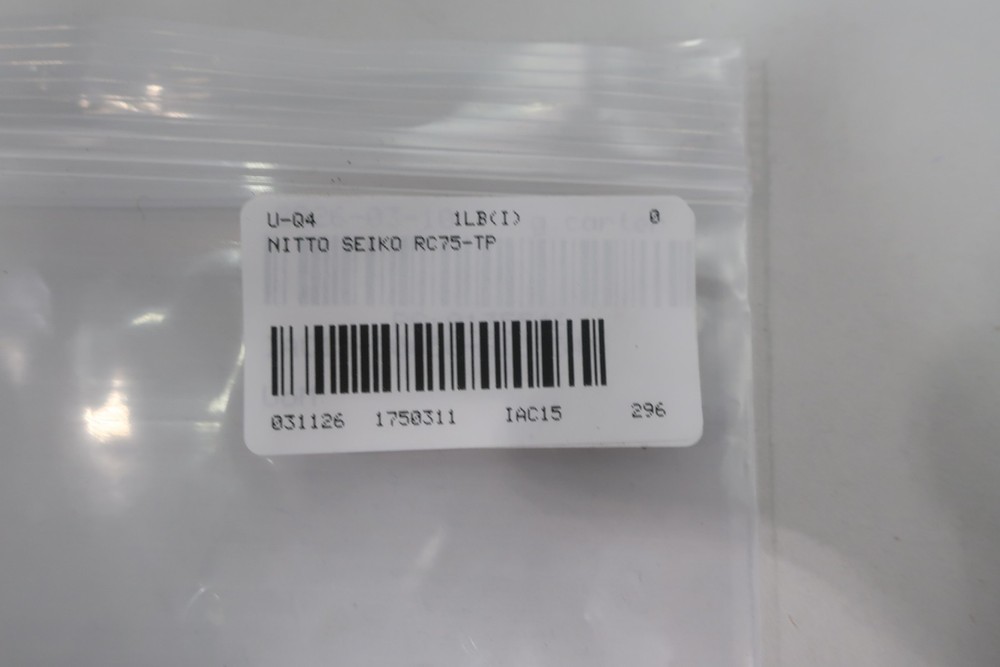 U-Q4 1LB(I) 0
NITTO SEIKO RC75-TP
031126 1750311 IAC15 296